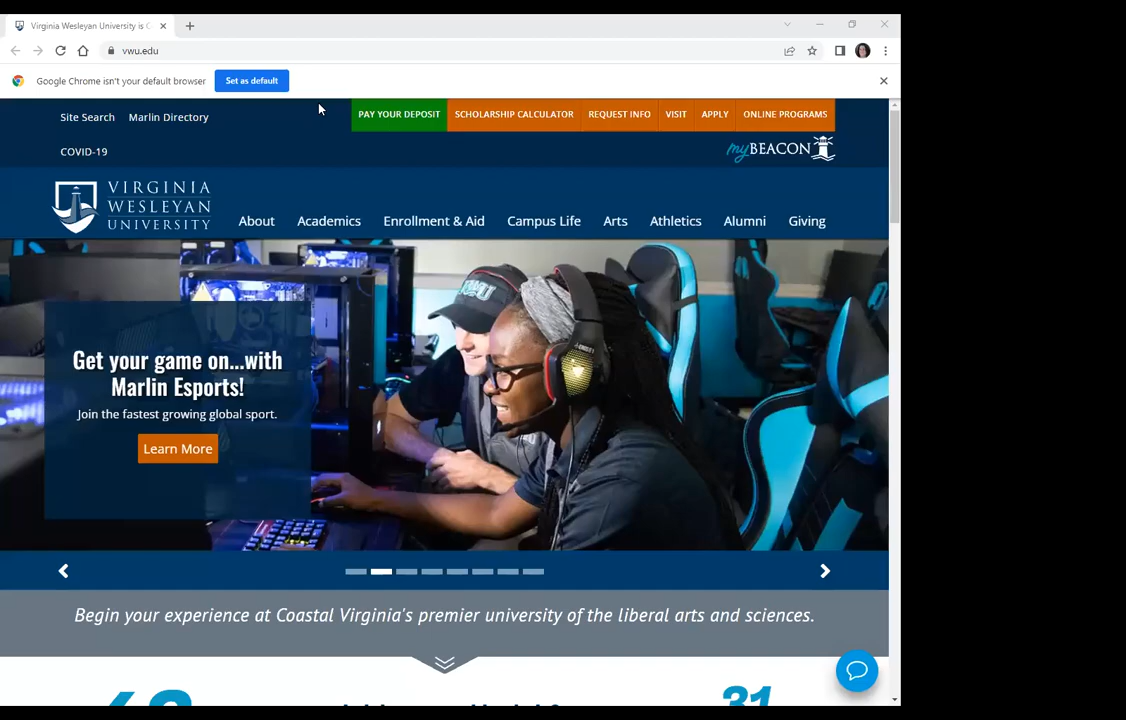 Virginia Wesleyan University is
vwu.edu
Google Chrome isn't your default browser
Set as default
Site Search
Marlin Directory
PAY YOUR DEPOSIT
SCHOLARSHIP CALCULATOR
REQUEST INFO
VISIT
APPLY
ONLINE PROGRAMS
COVID-19
myBEACON
VIRGINIA
WESLEYAN
UNIVERSITY
About
Academics
Enrollment & Aid
Campus Life
Arts
Athletics
Alumni
Giving
Get your game on...with
Marlin Esports!
Join the fastest growing global sport.
Learn More
Begin your experience at Coastal Virginia's premier university of the liberal arts and sciences.
31